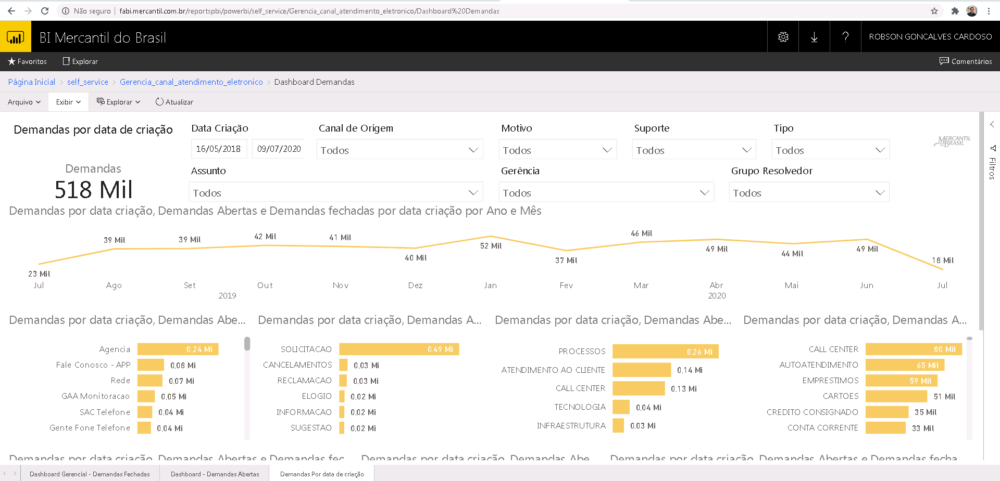 Não seguro | fabi.mercantil.com.br/reportspbi/powerbi/self_service/Gerencia_canal_atendimento_eletronico/Dashboard%20Demandas
BI Mercantil do Brasil
?
ROBSON GONCALVES CARDOSO
Favoritos
Explorar
Comentários
Página Inicial > self_service > Gerencia_canal_atendimento_eletronico > Dashboard Demandas
Arquivo
Exibir
Explorar
Atualizar
Demandas por data de criação
Data Criação
Canal de Origem
Motivo
Suporte
Tipo
16/05/2018
09/07/2020
Todos
Todos
Todos
Todos
MERCANTIL DO BRASIL
Filtros
Demandas
518 Mil
Assunto
Gerência
Grupo Resolvedor
Todos
Todos
Todos
Demandas por data criação, Demandas Abertas e Demandas fechadas por data criação por Ano e Mês
23 Mil
39 Mil
39 Mil
42 Mil
41 Mil
40 Mil
52 Mil
37 Mil
46 Mil
49 Mil
44 Mil
49 Mil
18 Mil
Jul
Ago
Set
Out
Nov
Dez
Jan
Fev
Mar
Abr
Mai
Jun
Jul
2019
2020
Demandas por data criação, Demandas Abe...
Agencia 0,24 Mi
Fale Conosco - APP 0,08 Mi
Rede 0,07 Mi
GAA Monitoracao 0,05 Mi
SAC Telefone 0,04 Mi
Gente Fone Telefone 0,04 Mi
Demandas por data criação, Demandas A...
SOLICITACAO 0,49 Mi
CANCELAMENTOS 0,03 Mi
RECLAMACAO 0,03 Mi
ELOGIO 0,02 Mi
INFORMACAO 0,02 Mi
SUGESTAO 0,02 Mi
Demandas por data criação, Demandas Abe...
PROCESSOS 0,26 Mi
ATENDIMENTO AO CLIENTE 0,14 Mi
CALL CENTER 0,13 Mi
TECNOLOGIA 0,04 Mi
INFRAESTRUTURA 0,03 Mi
Demandas por data criação, Demandas A...
CALL CENTER 80 Mil
AUTOATENDIMENTO 65 Mil
EMPRESTIMOS 59 Mil
CARTOES 51 Mil
CREDITO CONSIGNADO 35 Mil
CONTA CORRENTE 33 Mil
Demandas por data criação, Demandas Abertas e Demandas fec
Demandas por data criação, Demandas Abe
Demandas por data criação, Demandas Abertas e Demandas fecha
Dashboard Gerencial - Demandas Fechadas
Dashboard - Demandas Abertas
Demandas Por data de criação